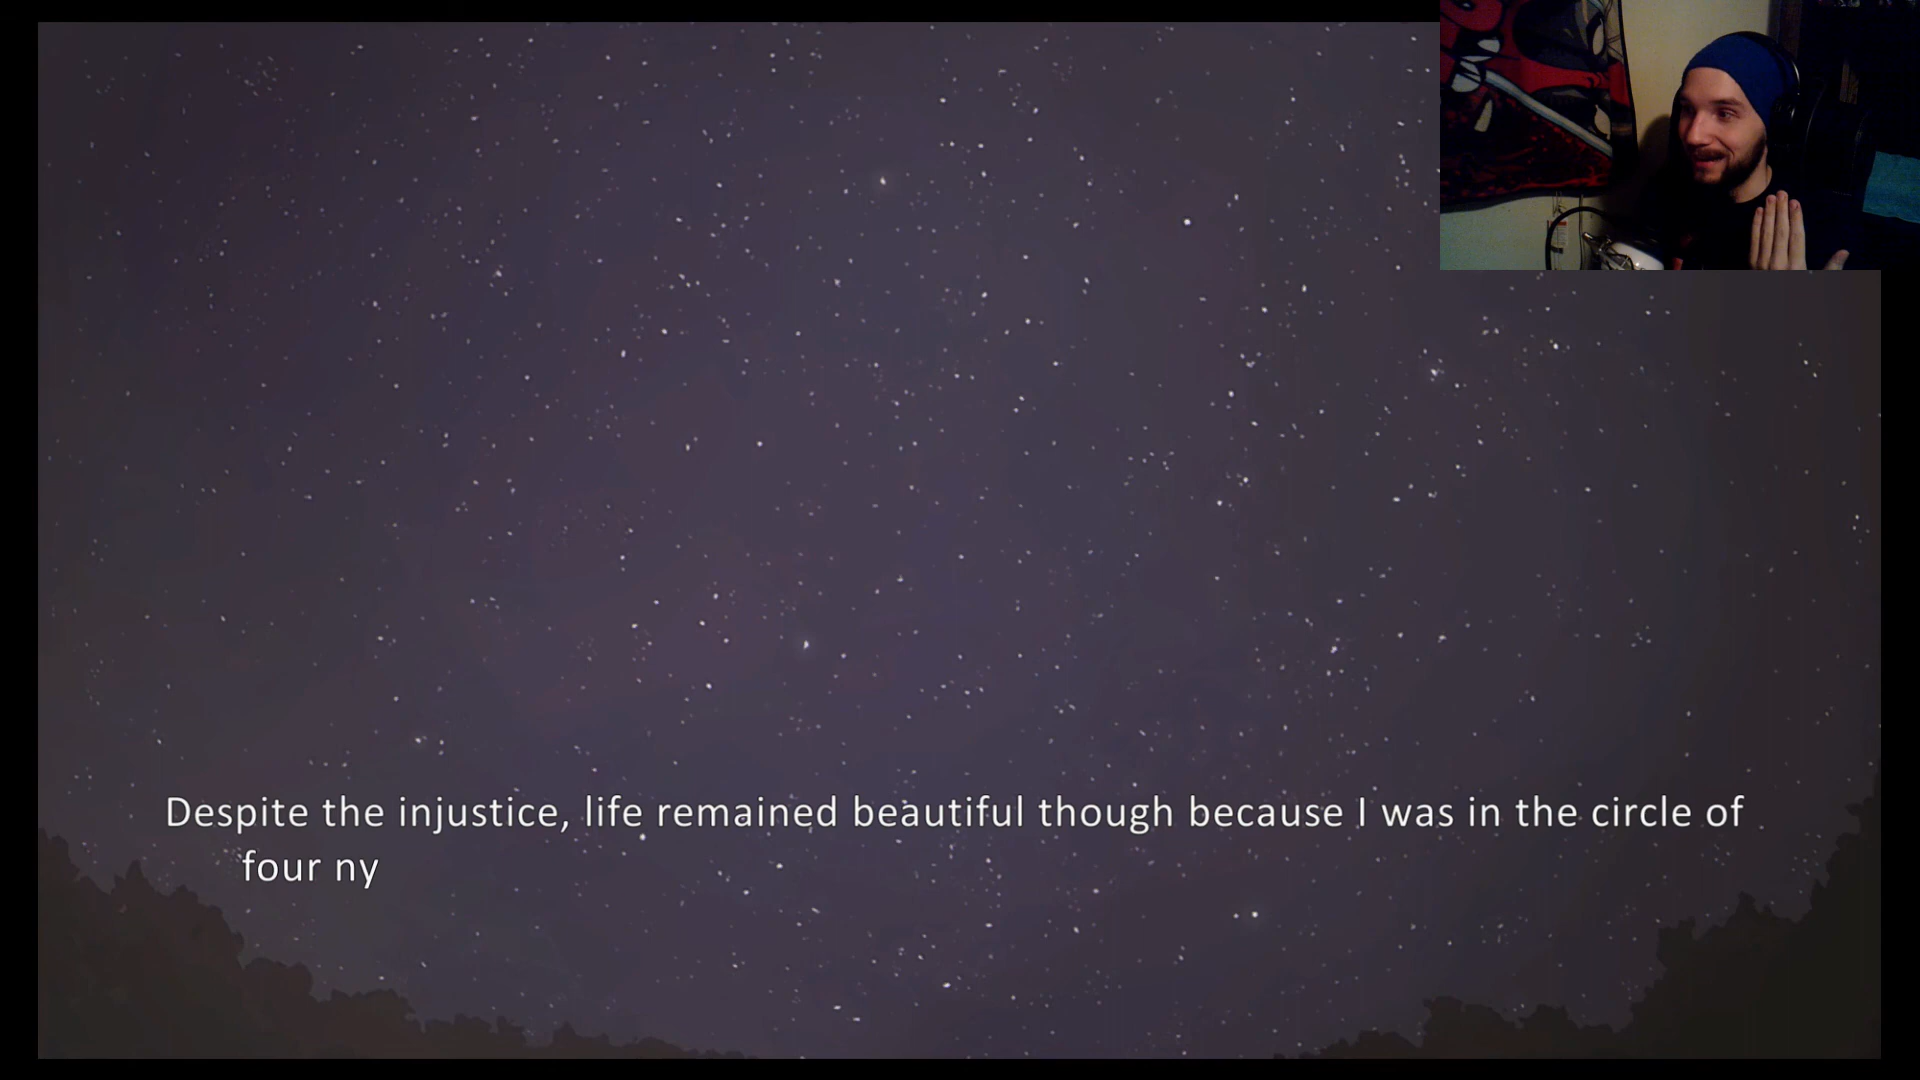 Despite the injustice, life remained beautiful though because I was in the circle of
four ny